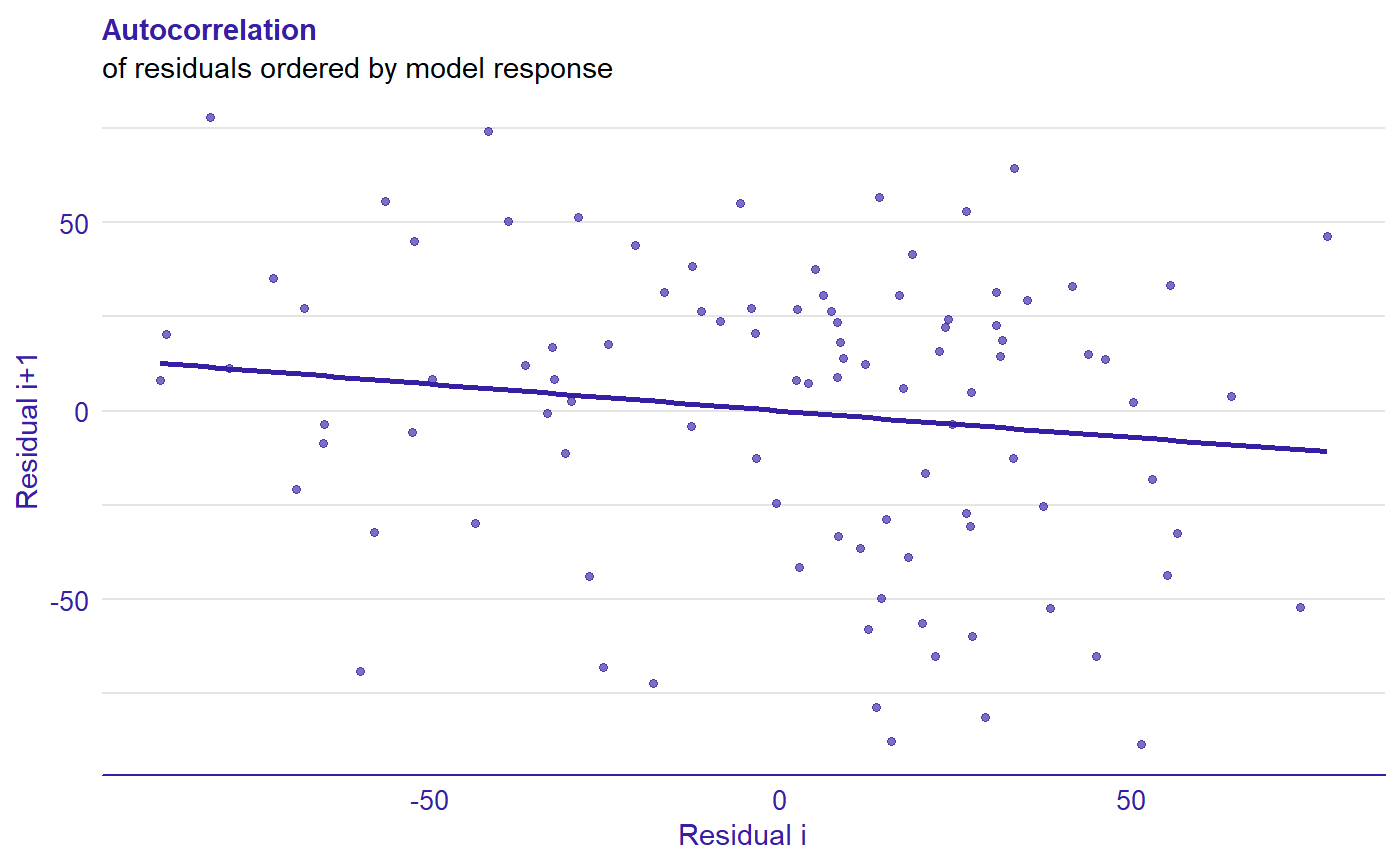 Autocorrelation
of residuals ordered by model response
50
0
-50
Residual i+1
-50
0
50
Residual i